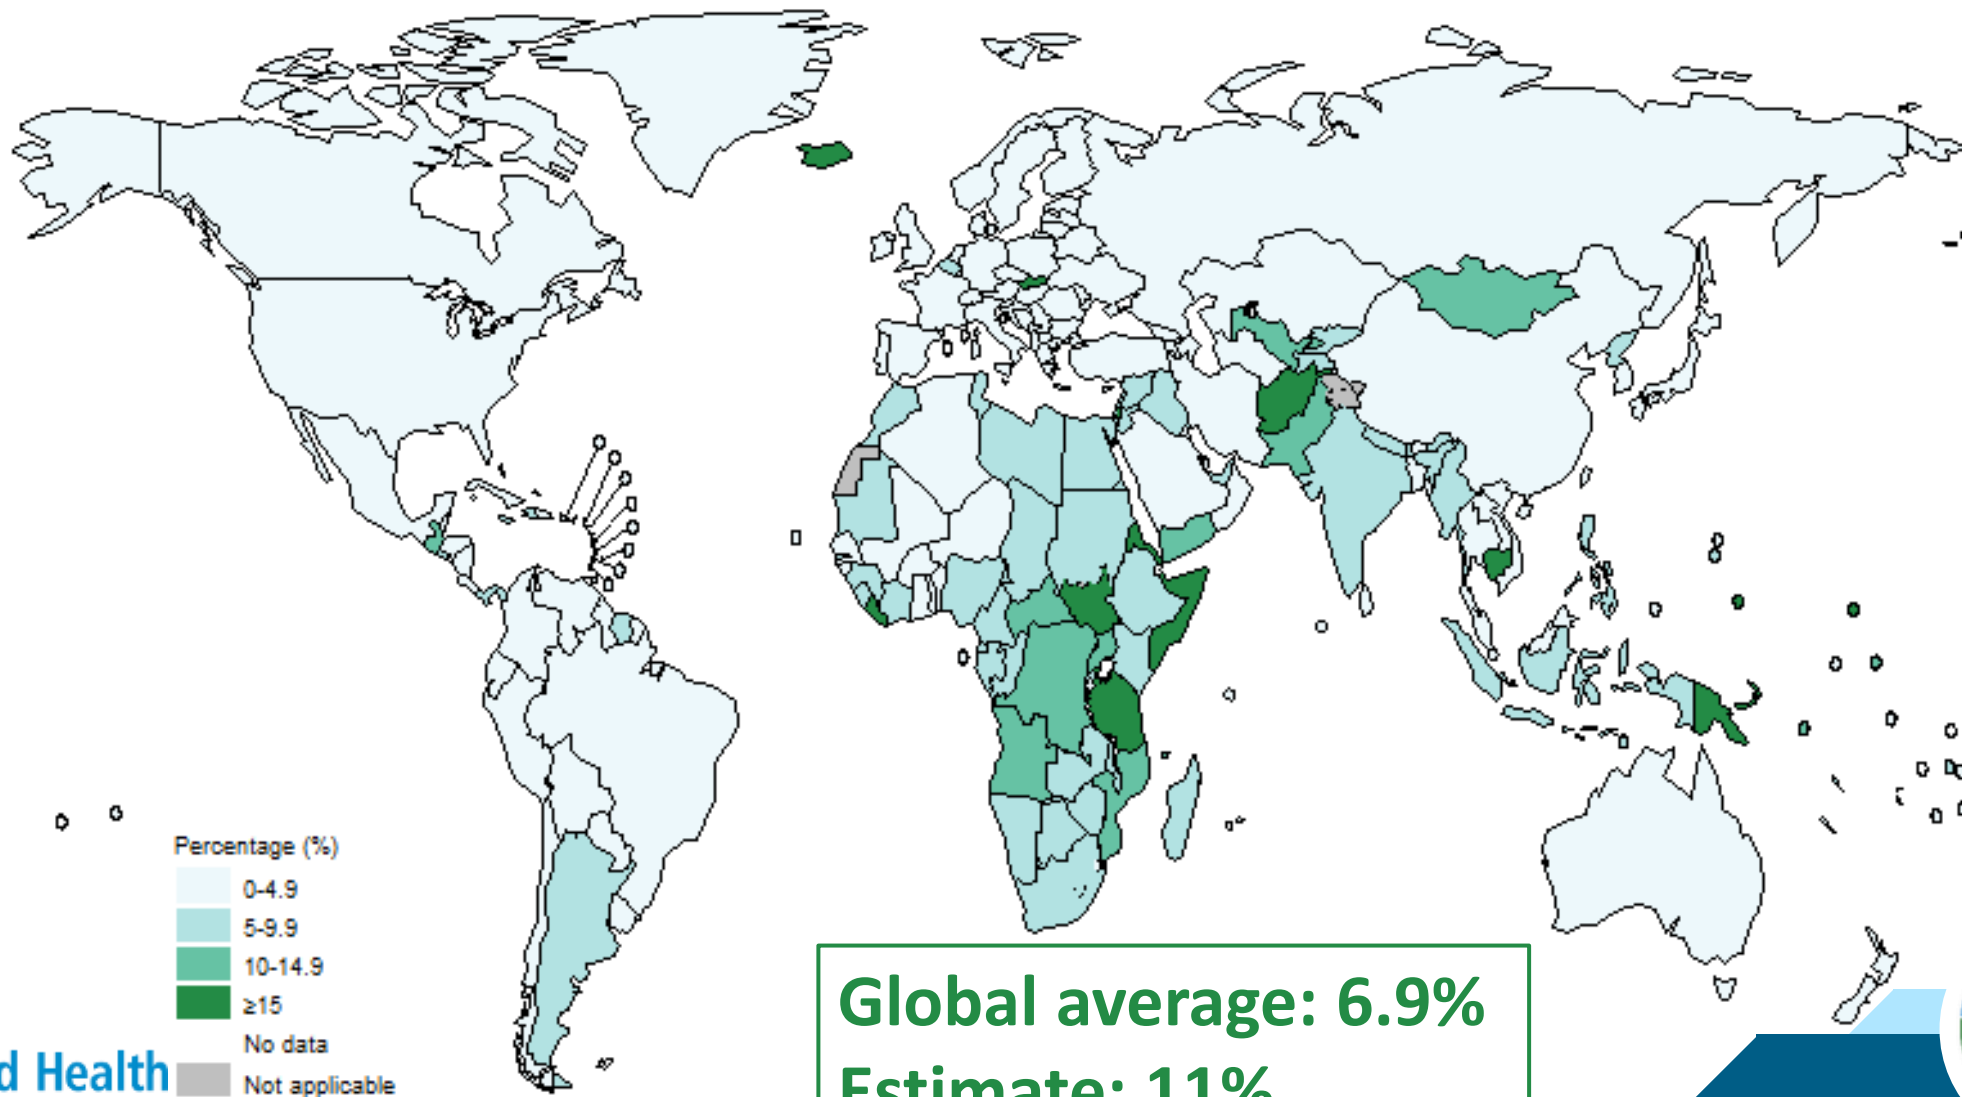 Percentage (%)
0-4.9
5-9.9
10-14.9
≥15
No data
Not applicable
d Health
Global average: 6.9%
Estimate: 11%